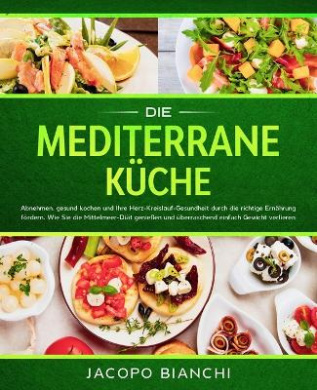 DIE
MEDITERRANE
KÜCHE
Abnehmen, gesund kochen und Ihre Herz-Kreislauf-Gesundheit durch die richtige Ernährung
fördern. Wie Sie die Mittelmeer-Diät genießen und überraschend einfach Gewicht verlieren
JACOPO BIANCHI